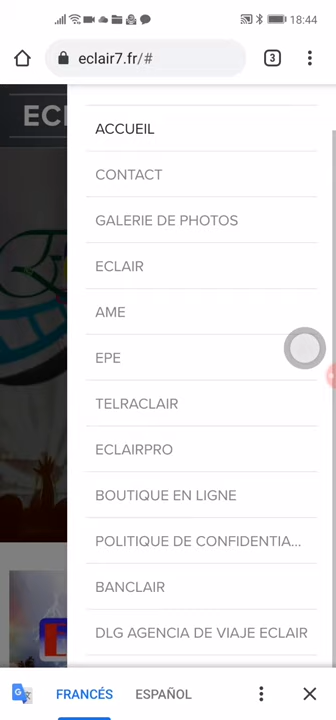 18:44
eclair7.fr/#
3
ECL
ACCUEIL
CONTACT
GALERIE DE PHOTOS
ECLAIR
AME
EPE
TELRACLAIR
ECLAIRPRO
BOUTIQUE EN LIGNE
POLITIQUE DE CONFIDENTIA...
BANCLAIR
DLG AGENCIA DE VIAJE ECLAIR
FRANCÉS ESPAÑOL